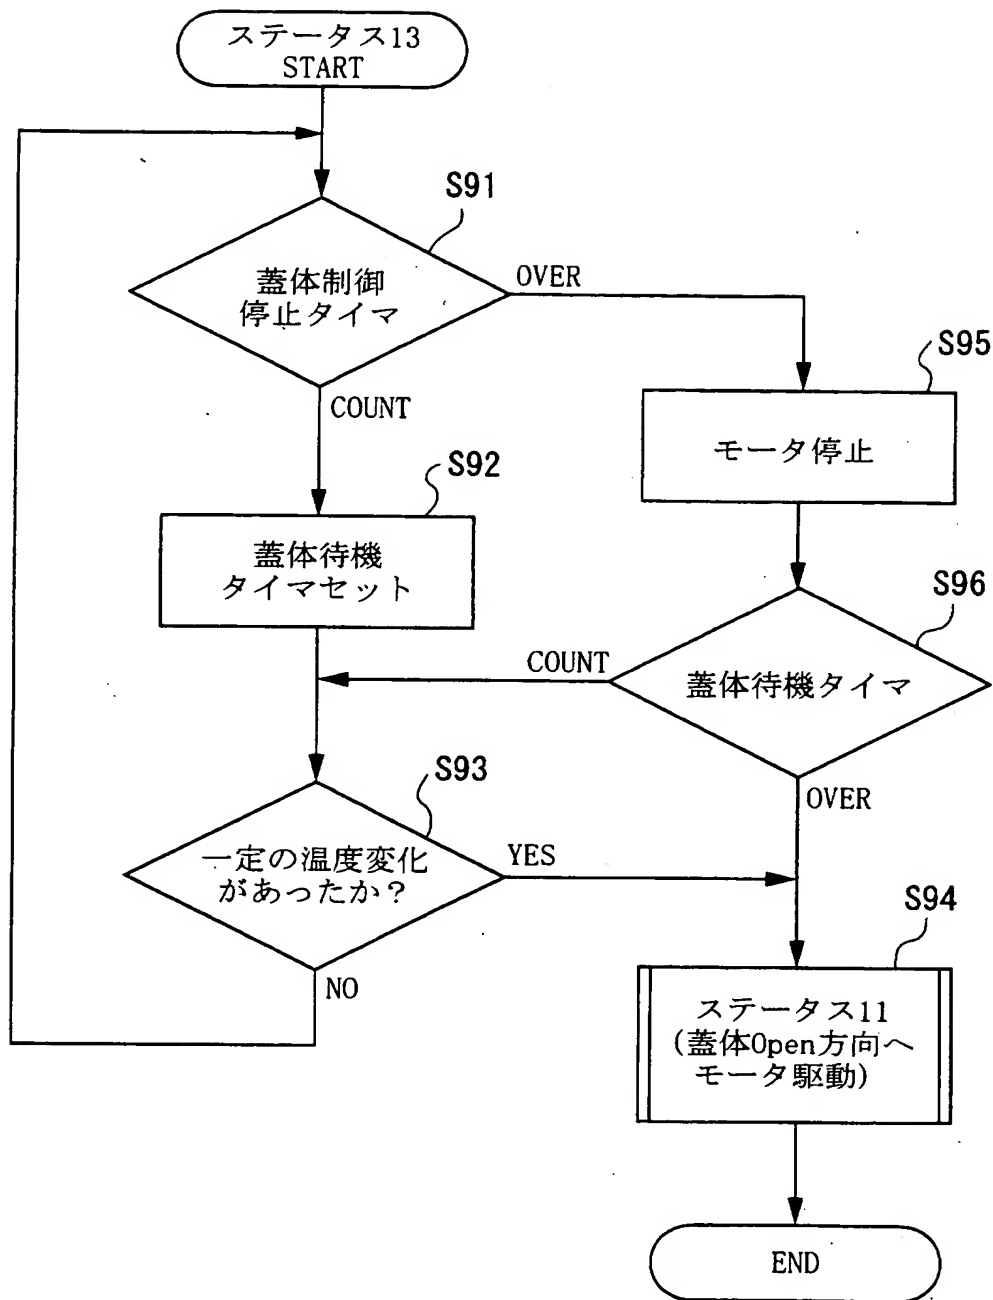 ステータス13
START
S91
蓋体制御
停止タイマ
OVER
COUNT
S95
モータ停止
S92
蓋体待機
タイマセット
S96
蓋体待機タイマ
COUNT
OVER
S93
一定の温度変化
があったか?
YES
NO
S94
ステータス11
(蓋体Open方向へ
モータ駆動)
END